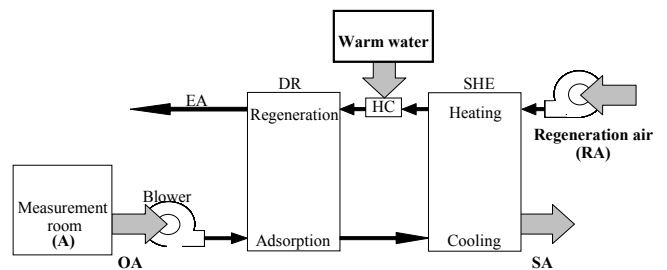 Warm water
DR
SHE
EA
Regeneration
HC
Heating
Regeneration air
(RA)
Measurement
room
(A)
Blower
Adsorption
Cooling
OA
SA